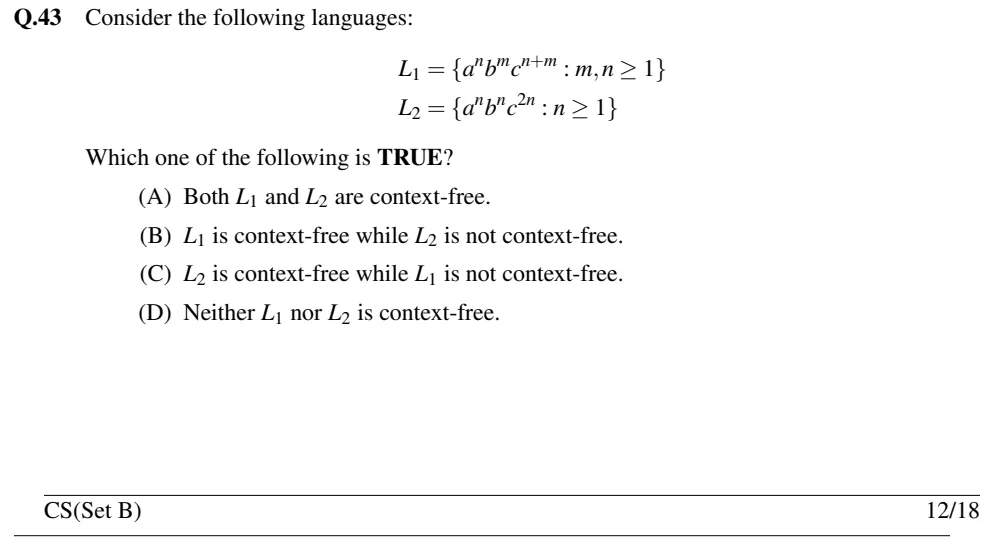 Q.43 Consider the following languages:
L₁ = {aⁿbᵐcⁿ⁺ᵐ : m,n ≥ 1}
L₂ = {aⁿbⁿc²ⁿ : n ≥ 1}
Which one of the following is TRUE?
(A) Both L₁ and L₂ are context-free.
(B) L₁ is context-free while L₂ is not context-free.
(C) L₂ is context-free while L₁ is not context-free.
(D) Neither L₁ nor L₂ is context-free.
CS(Set B) 12/18